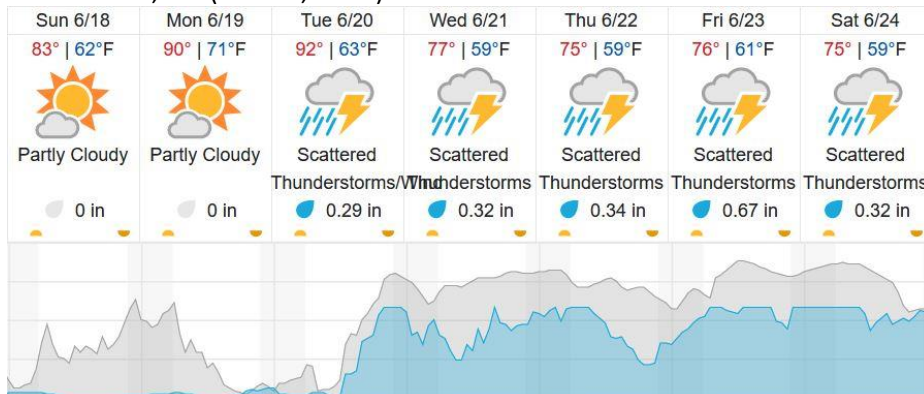 Sun 6/18 Mon 6/19 Tue 6/20 Wed 6/21 Thu 6/22 Fri 6/23 Sat 6/24
83° | 62°F 90° | 71°F 92° | 63°F 77° | 59°F 75° | 59°F 76° | 61°F 75° | 59°F
Partly Cloudy Partly Cloudy Scattered Scattered Scattered Scattered Scattered
Thunderstorms/Wind Thunderstorms Thunderstorms Thunderstorms Thunderstorms
0 in 0 in 0.29 in 0.32 in 0.34 in 0.67 in 0.32 in